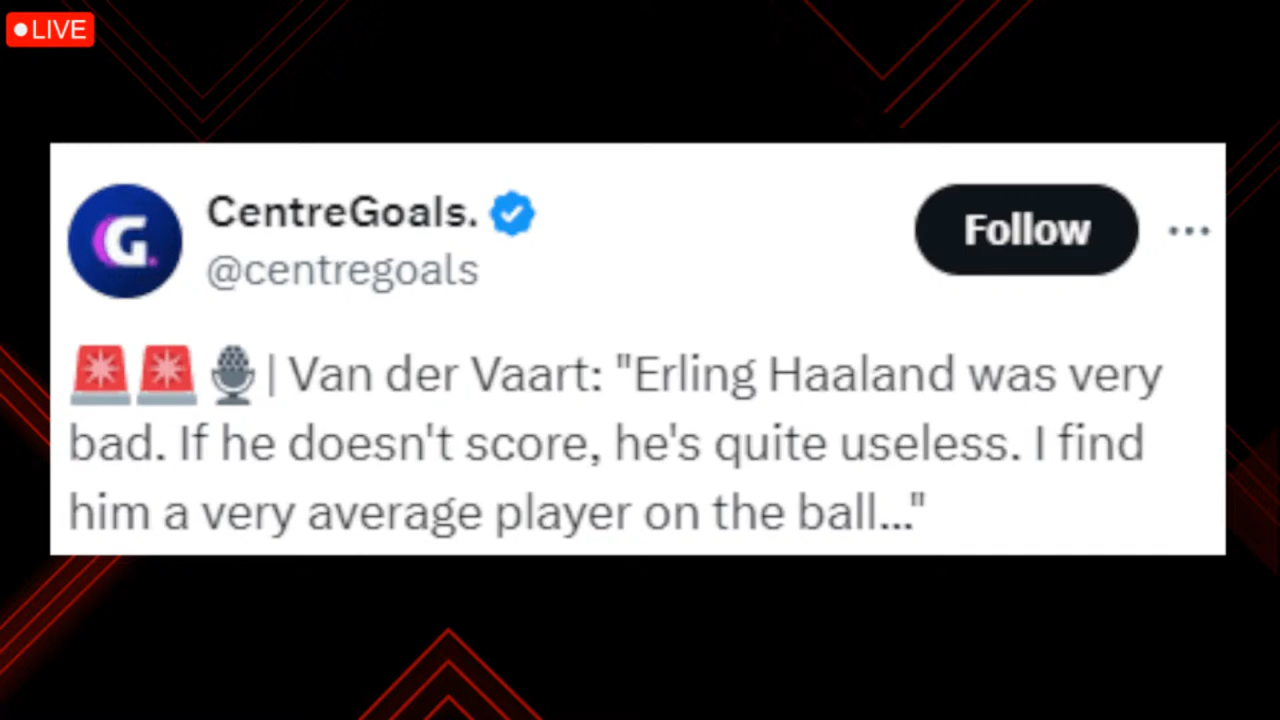 LIVE
CentreGoals.
@centregoals
Follow
🚨🚨🎙| Van der Vaart: "Erling Haaland was very
bad. If he doesn't score, he's quite useless. I find
him a very average player on the ball..."